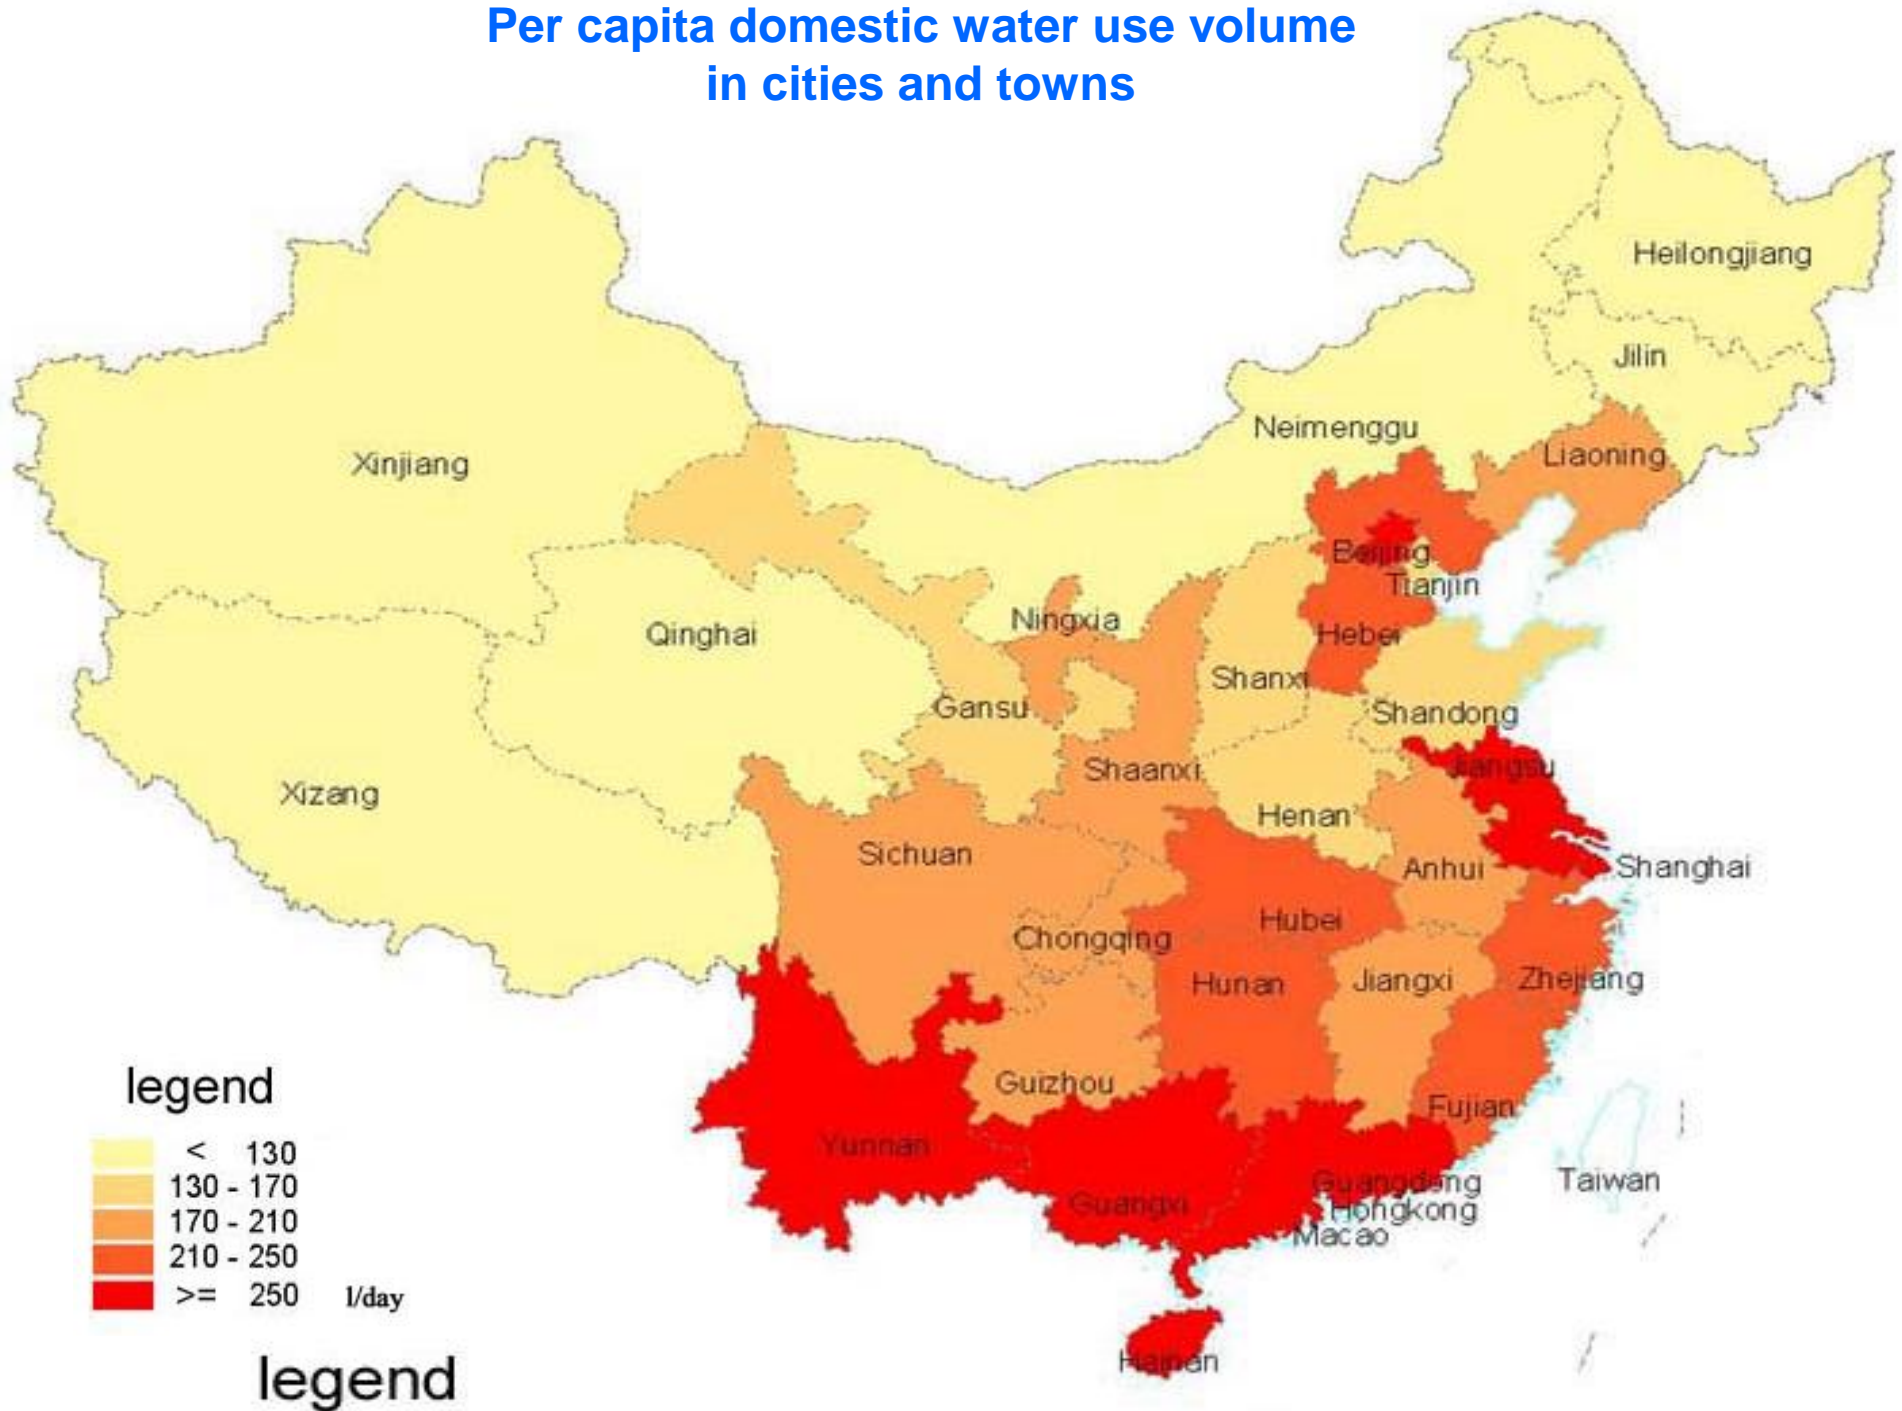 Per capita domestic water use volume
in cities and towns
Heilongjiang
Jilin
Neimenggu
Liaoning
Xinjiang
Beijing
Tianjin
Ningxia
Qinghai
Hebei
Shanxi
Gansu
Shandong
Shaanxi
Jiangsu
Xizang
Henan
Sichuan
Anhui
Shanghai
Hubei
Chongqing
Hunan
Jiangxi
Zhejiang
Guizhou
Fujian
Yunnan
Guangxi
Guangdong
Taiwan
Hongkong
Macao
Hainan
legend
< 130
130 - 170
170 - 210
210 - 250
>= 250 l/day
legend